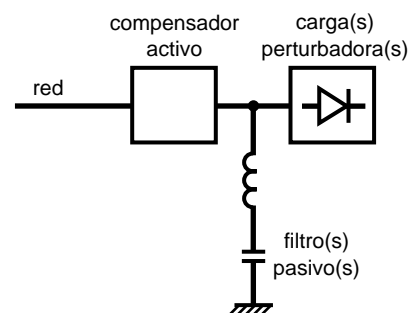 compensador
activo
carga(s)
perturbadora(s)
red
filtro(s)
pasivo(s)